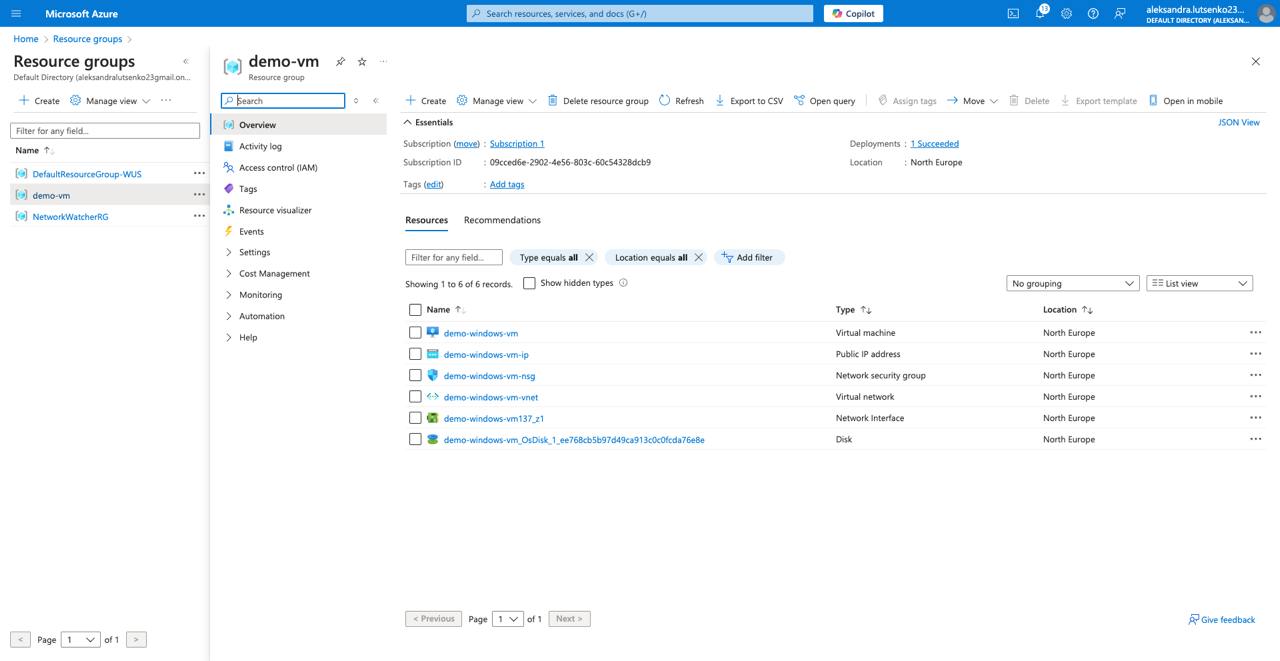 Microsoft Azure
Search resources, services, and docs (G+/)
Copilot
13
aleksandra.lutsenko23...
DEFAULT DIRECTORY (ALEKSAN...
Home > Resource groups >
Resource groups
Default Directory (aleksandralutsenko23gmail.on...
Create
Manage view
Filter for any field...
Name
DefaultResourceGroup-WUS
demo-vm
NetworkWatcherRG
< Page 1 of 1 >
demo-vm
Resource group
Search
Overview
Activity log
Access control (IAM)
Tags
Resource visualizer
Events
Settings
Cost Management
Monitoring
Automation
Help
Create Manage view Delete resource group Refresh Export to CSV Open query Assign tags Move Delete Export template Open in mobile
Essentials
JSON View
Subscription (move) : Subscription 1
Deployments : 1 Succeeded
Subscription ID : 09cced6e-2902-4e56-803c-60c54328dcb9
Location : North Europe
Tags (edit) : Add tags
Resources Recommendations
Filter for any field... Type equals all Location equals all Add filter
Showing 1 to 6 of 6 records. Show hidden types
No grouping List view
Name Type Location
demo-windows-vm Virtual machine North Europe
demo-windows-vm-ip Public IP address North Europe
demo-windows-vm-nsg Network security group North Europe
demo-windows-vm-vnet Virtual network North Europe
demo-windows-vm137_z1 Network Interface North Europe
demo-windows-vm_OsDisk_1_ee768cb5b97d49ca913c0c0fcda76e8e Disk North Europe
< Previous Page 1 of 1 Next >
Give feedback